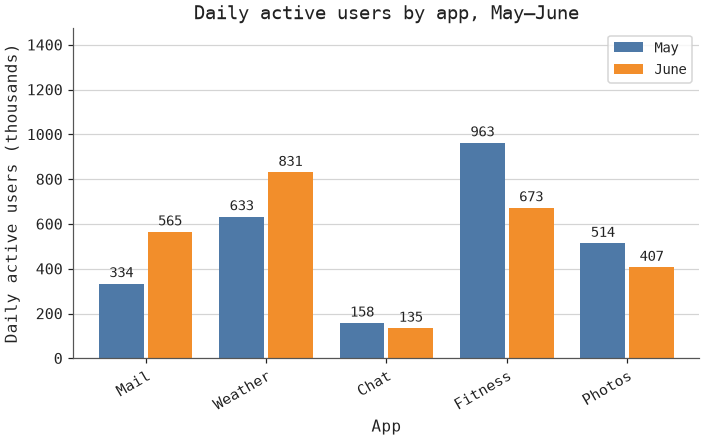 Daily active users by app, May–June
May
June
Daily active users (thousands)
1400
1200
1000
800
600
400
200
0
334
565
633
831
158
135
963
673
514
407
Mail
Weather
Chat
Fitness
Photos
App